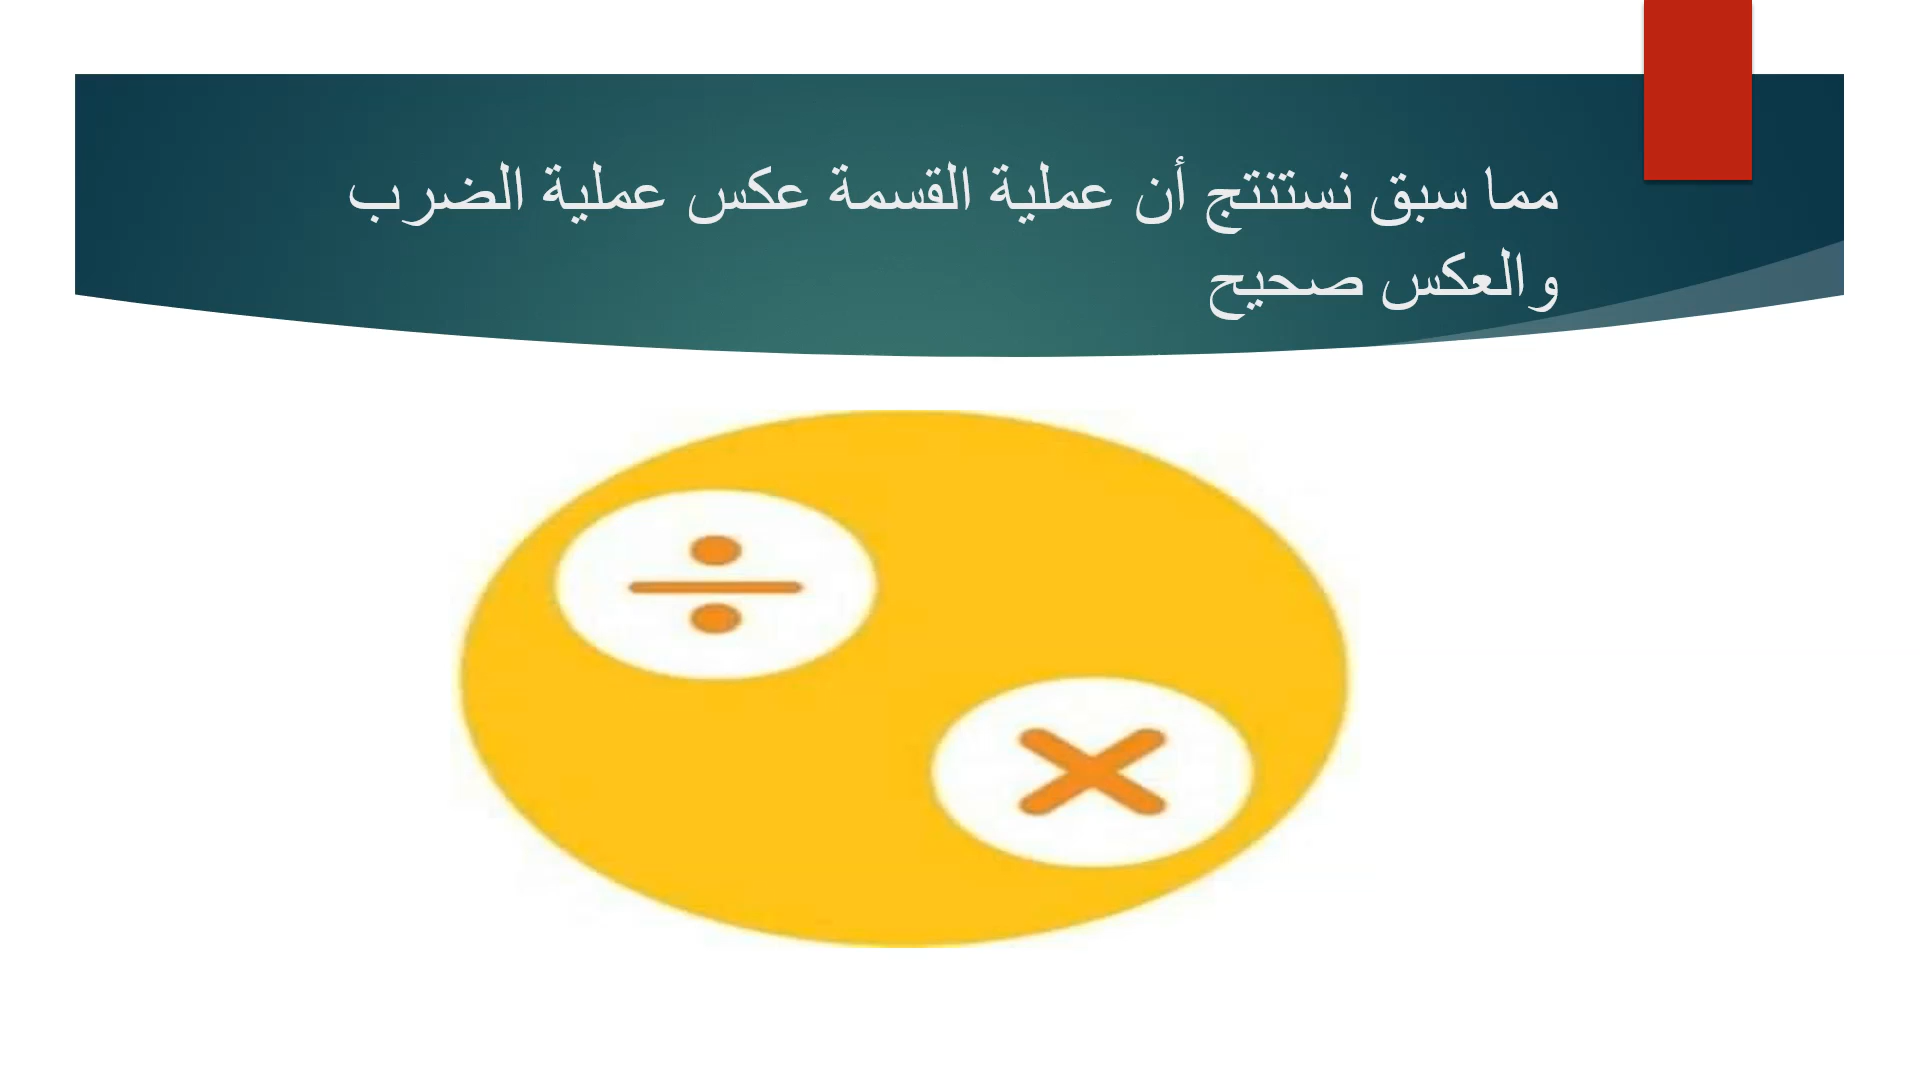 مما سبق نستنتج أن عملية القسمة عكس عملية الضرب
والعكس صحيح
÷
×